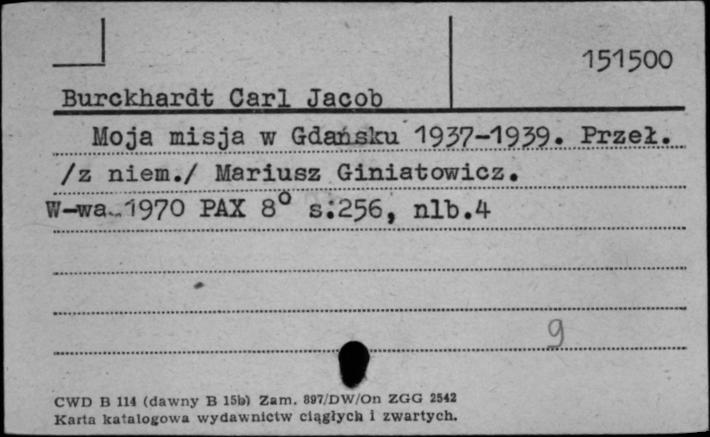 151500
Burckhardt Carl Jacob
Moja misja w Gdańsku 1937-1939. Przeł.
/z niem./ Mariusz Giniatowicz.
W-wa 1970 PAX 8° s.256, nlb.4
9
CWD B 114 (dawny B 15b) Zam. 897/DW/On ZGG 2542
Karta katalogowa wydawnictw ciągłych i zwartych.